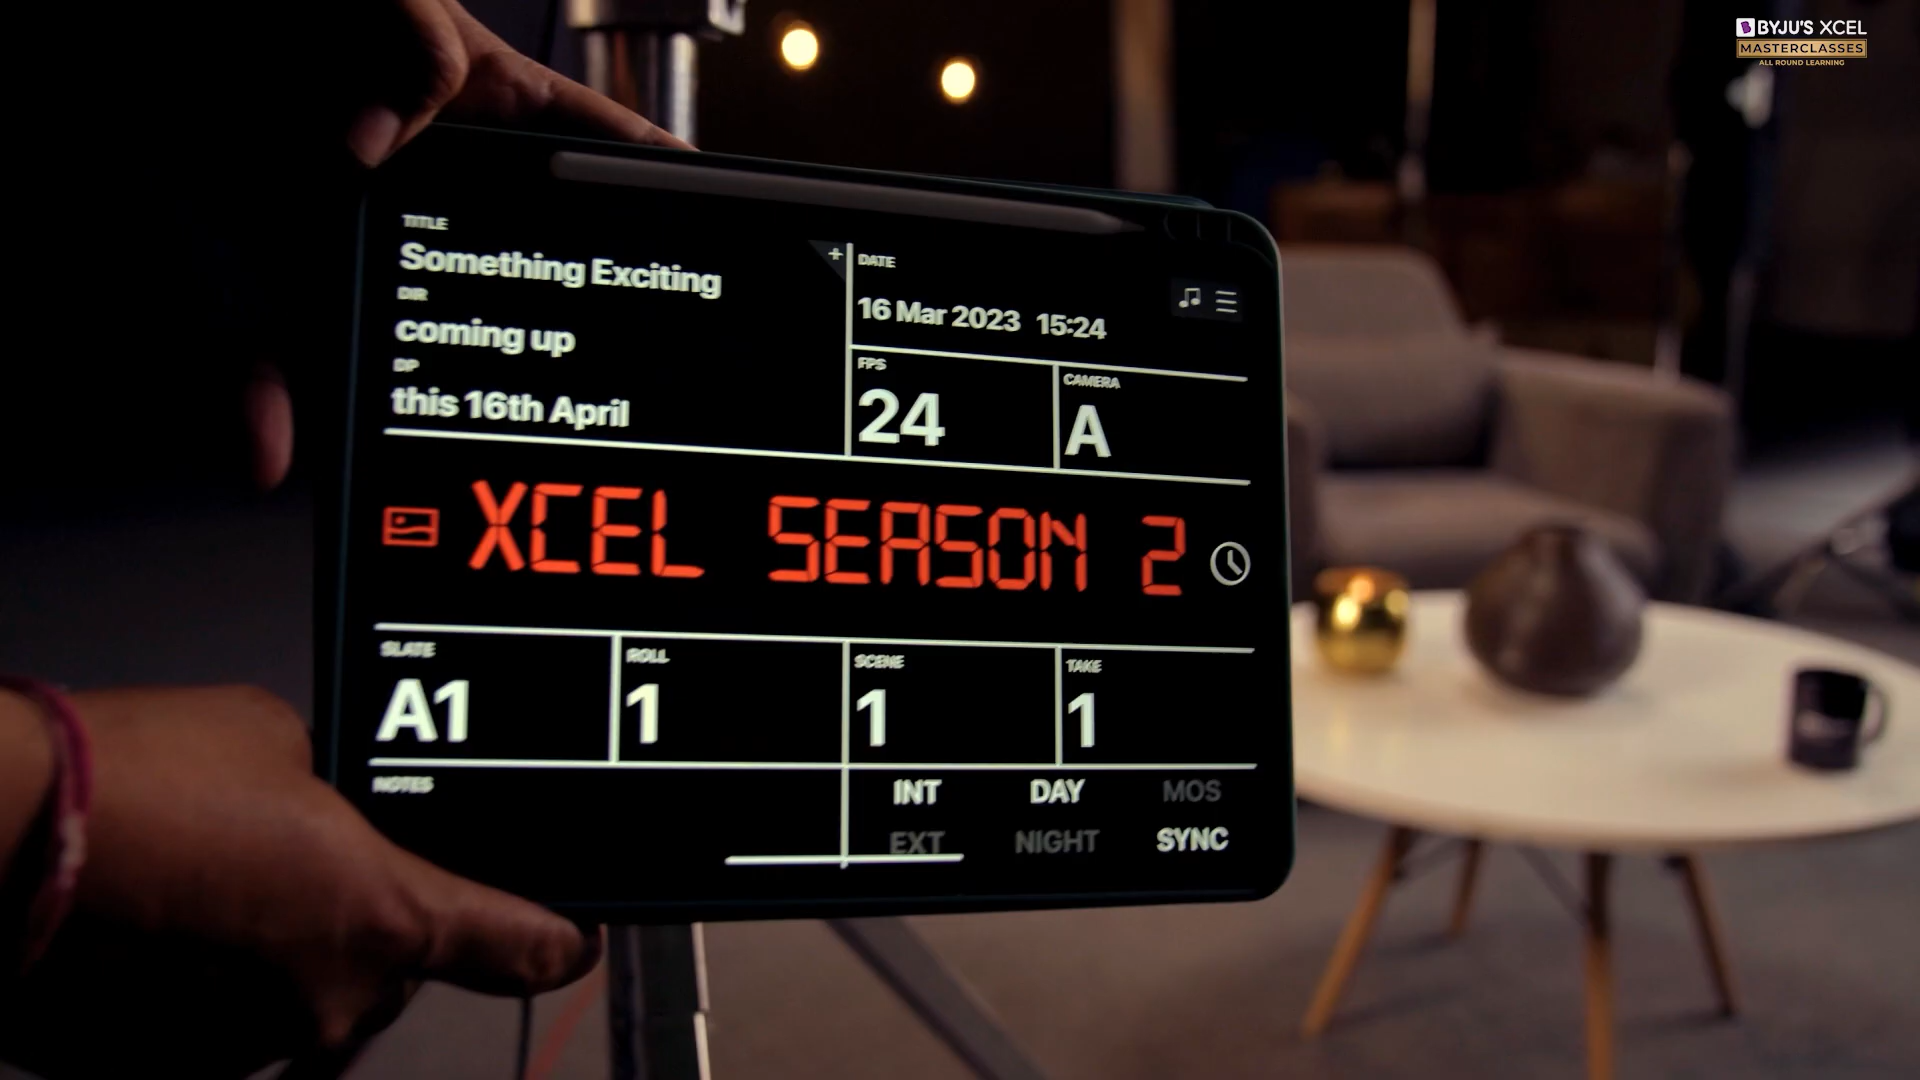 BYJU'S XCEL
MASTERCLASSES
ALL ROUND LEARNING
TITLE
Something Exciting
DIR
coming up
DP
this 16th April
DATE
16 Mar 2023 15:24
FPS
24
CAMERA
A
XCEL SEASON 2
SLATE
A1
ROLL
1
SCENE
1
TAKE
1
NOTES
INT DAY MOS
EXT NIGHT SYNC